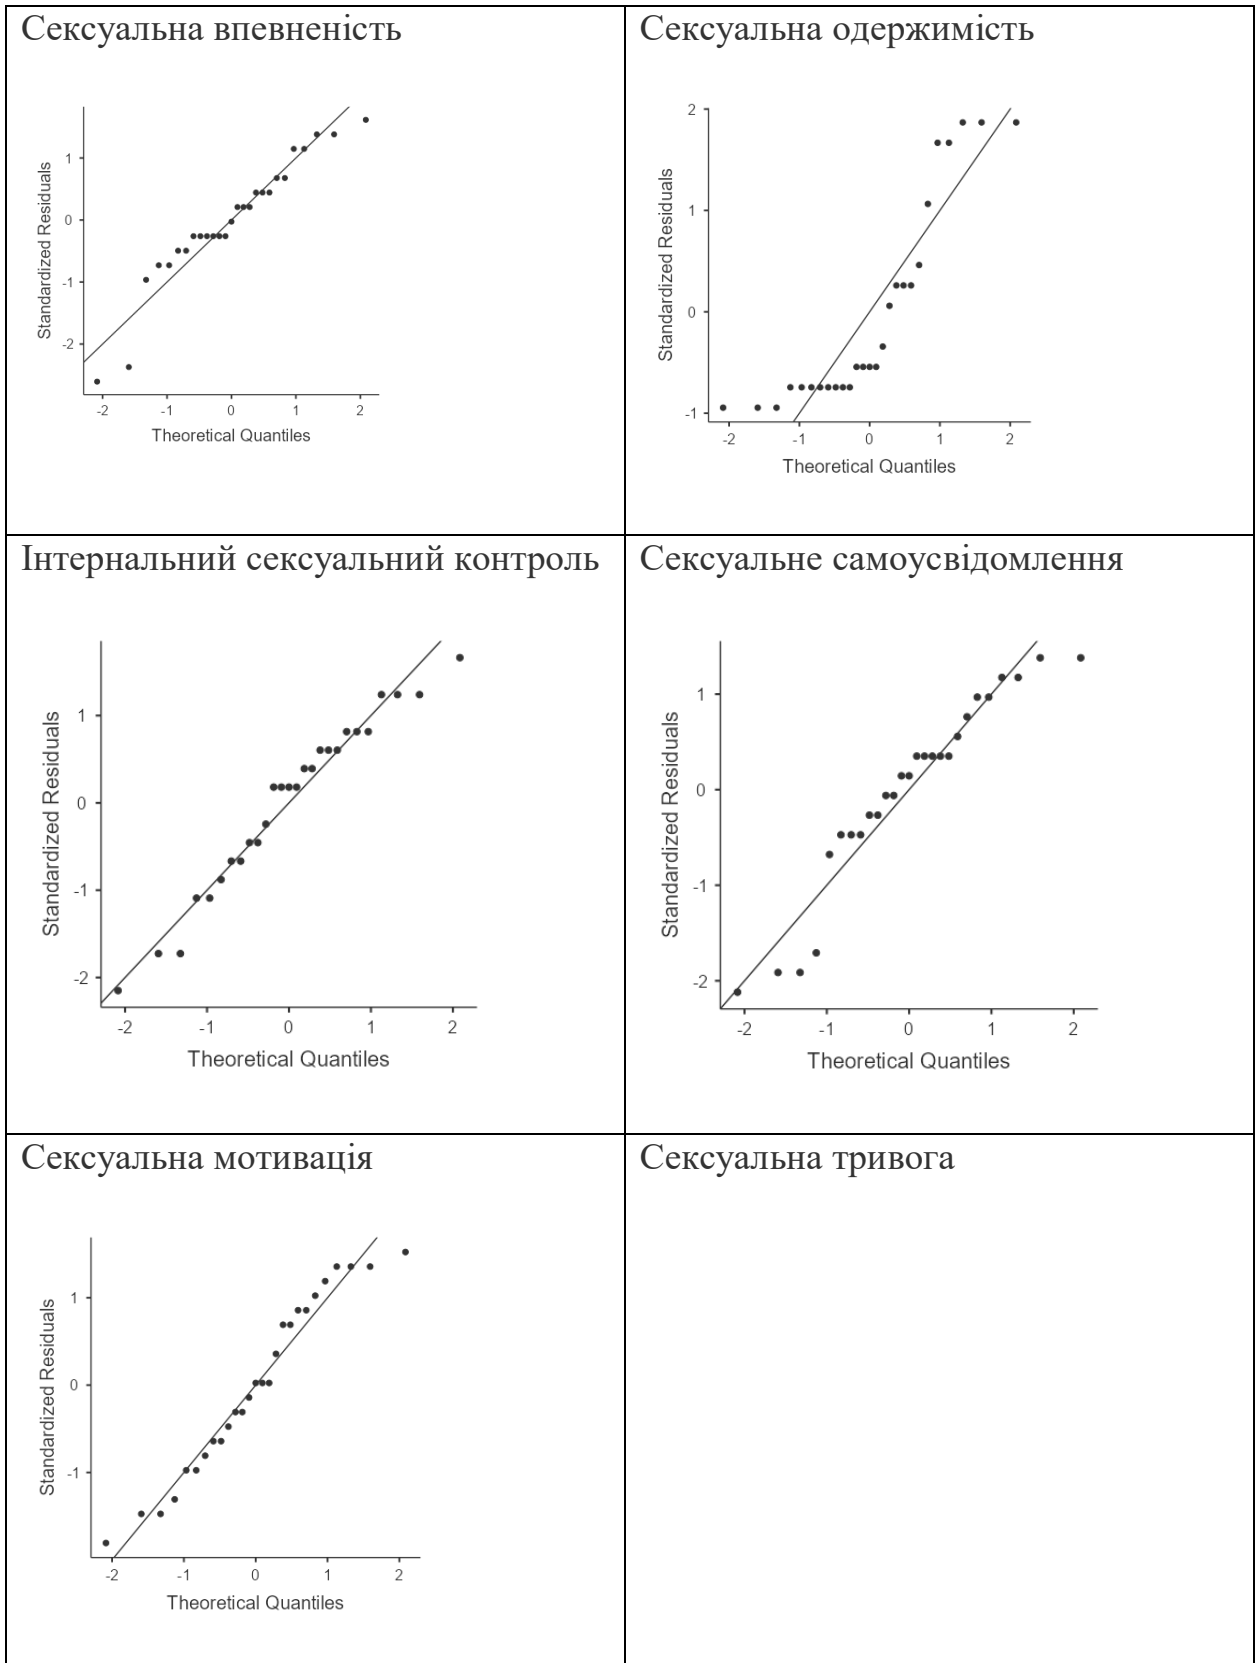 Сексуальна впевненість
1
0
-1
-2
Standardized Residuals
-2 -1 0 1 2
Theoretical Quantiles
Сексуальна одержимість
2
1
0
-1
Standardized Residuals
-2 -1 0 1 2
Theoretical Quantiles
Інтернальний сексуальний контроль
1
0
-1
-2
Standardized Residuals
-2 -1 0 1 2
Theoretical Quantiles
Сексуальне самоусвідомлення
1
0
-1
-2
Standardized Residuals
-2 -1 0 1 2
Theoretical Quantiles
Сексуальна мотивація
1
0
-1
Standardized Residuals
-2 -1 0 1 2
Theoretical Quantiles
Сексуальна тривога